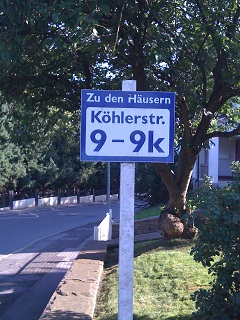 Zu den Häusern
Köhlerstr.
9-9k